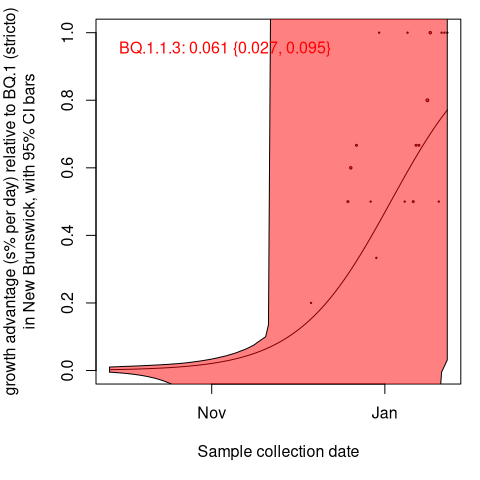 growth advantage (s% per day) relative to BQ.1 (stricto)
in New Brunswick, with 95% CI bars
BQ.1.1.3: 0.061 {0.027, 0.095}
1.0
0.8
0.6
0.4
0.2
0.0
Nov
Jan
Sample collection date